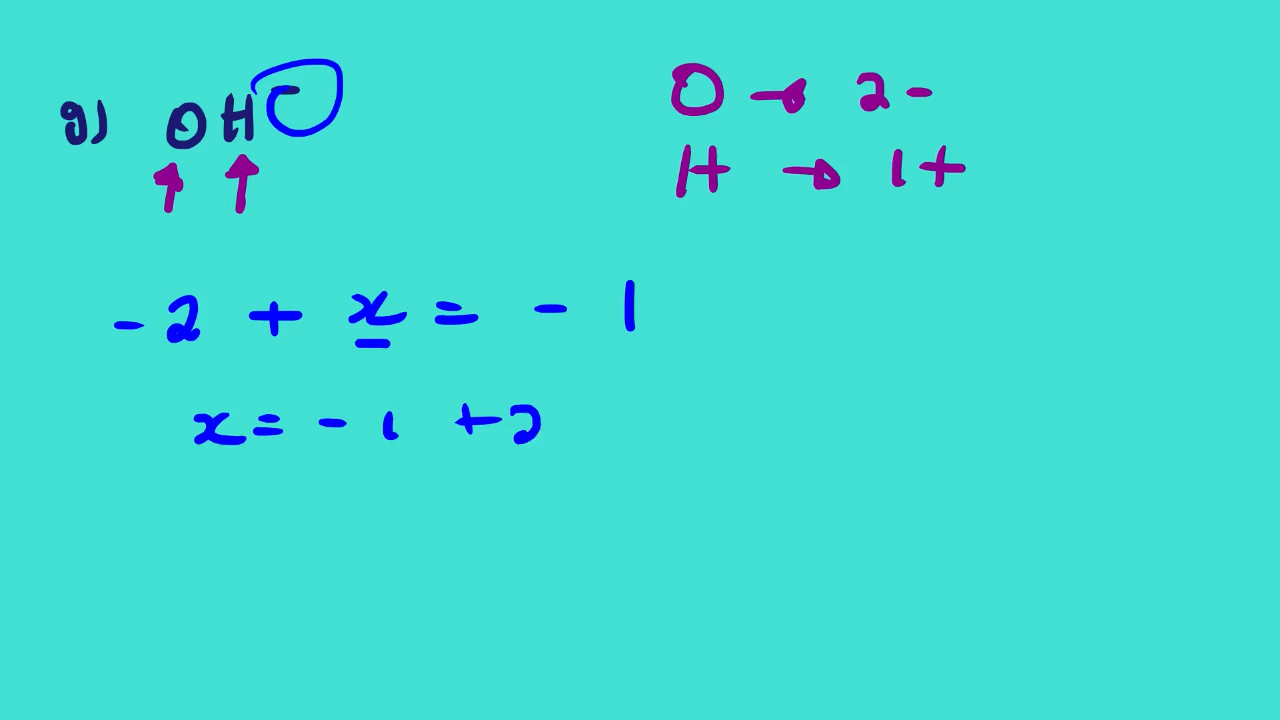 g) OH⁻
O → 2-
H → 1+
-2 + x = -1
x = -1 +2